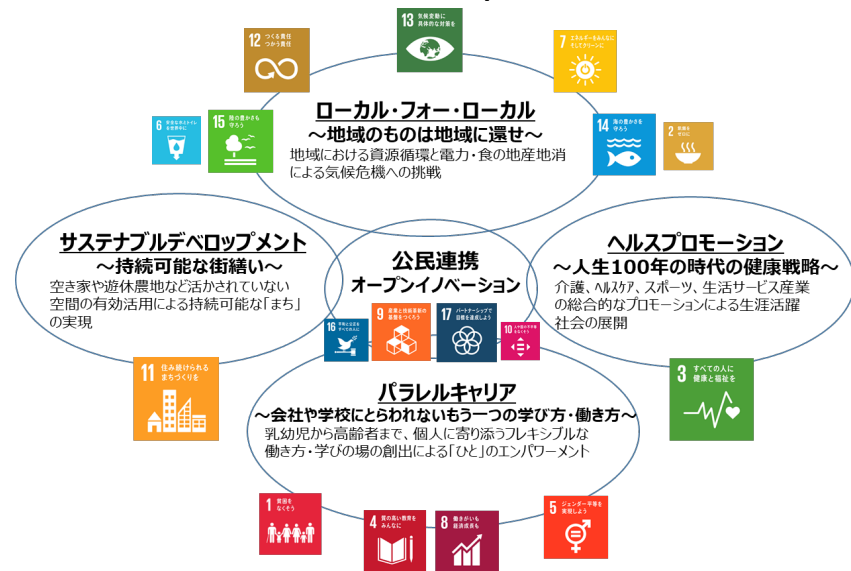 13 気候変動に
具体的な対策を
12 つくる責任
つかう責任
7 エネルギーをみんなに
そしてクリーンに
ローカル・フォー・ローカル
～地域のものは地域に還せ～
地域における資源循環と電力・食の地産地消
による気候危機への挑戦
6 安全な水とトイレ
を世界中に
15 陸の豊かさも
守ろう
14 海の豊かさを
守ろう
2 飢餓を
ゼロに
サステナブルデベロップメント
～持続可能な街繕い～
空き家や遊休農地など活かされていない
空間の有効活用による持続可能な「まち」
の実現
公民連携
オープンイノベーション
ヘルスプロモーション
～人生100年の時代の健康戦略～
介護、ヘルスケア、スポーツ、生活サービス産業
の総合的なプロモーションによる生涯活躍
社会の展開
16 平和と公正を
すべての人に
9 産業と技術革新の
基盤をつくろう
17 パートナーシップで
目標を達成しよう
10 人や国の不平等
をなくそう
11 住み続けられる
まちづくりを
3 すべての人に
健康と福祉を
パラレルキャリア
～会社や学校にとらわれないもう一つの学び方・働き方～
乳幼児から高齢者まで、個人に寄り添うフレキシブルな
働き方・学びの場の創出による「ひと」のエンパワーメント
1 貧困を
なくそう
4 質の高い教育を
みんなに
8 働きがいも
経済成長も
5 ジェンダー平等を
実現しよう